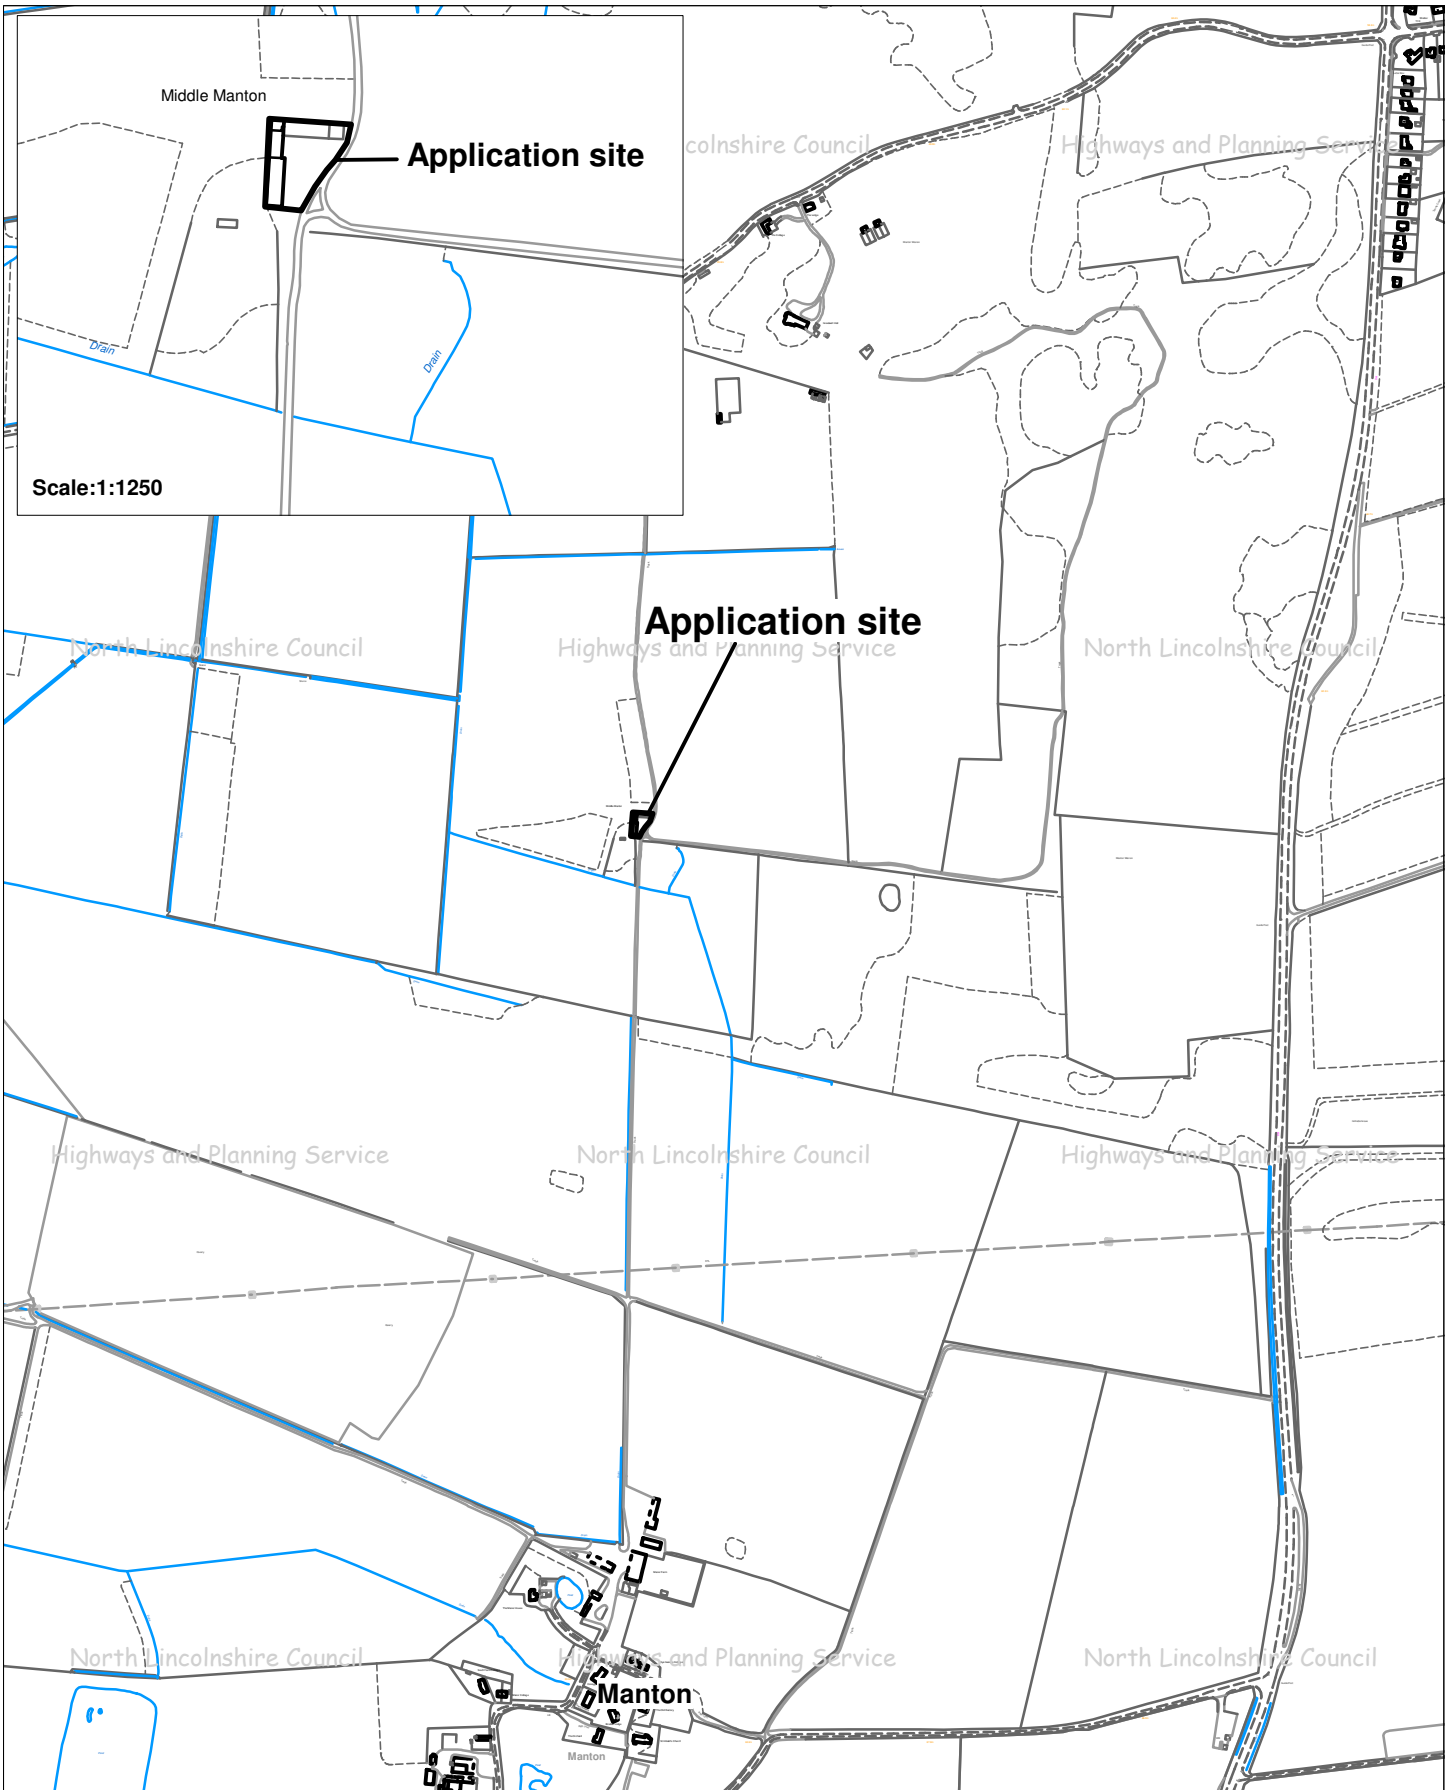 Middle Manton
Application site
colnshire Council
Highways and Planning Service
Drain
Drain
Scale:1:1250
Application site
North Lincolnshire Council
Highways and Planning Service
North Lincolnshire Council
Highways and Planning Service
North Lincolnshire Council
Highways and Planning Service
North Lincolnshire Council
Highways and Planning Service
North Lincolnshire Council
Manton
Manton